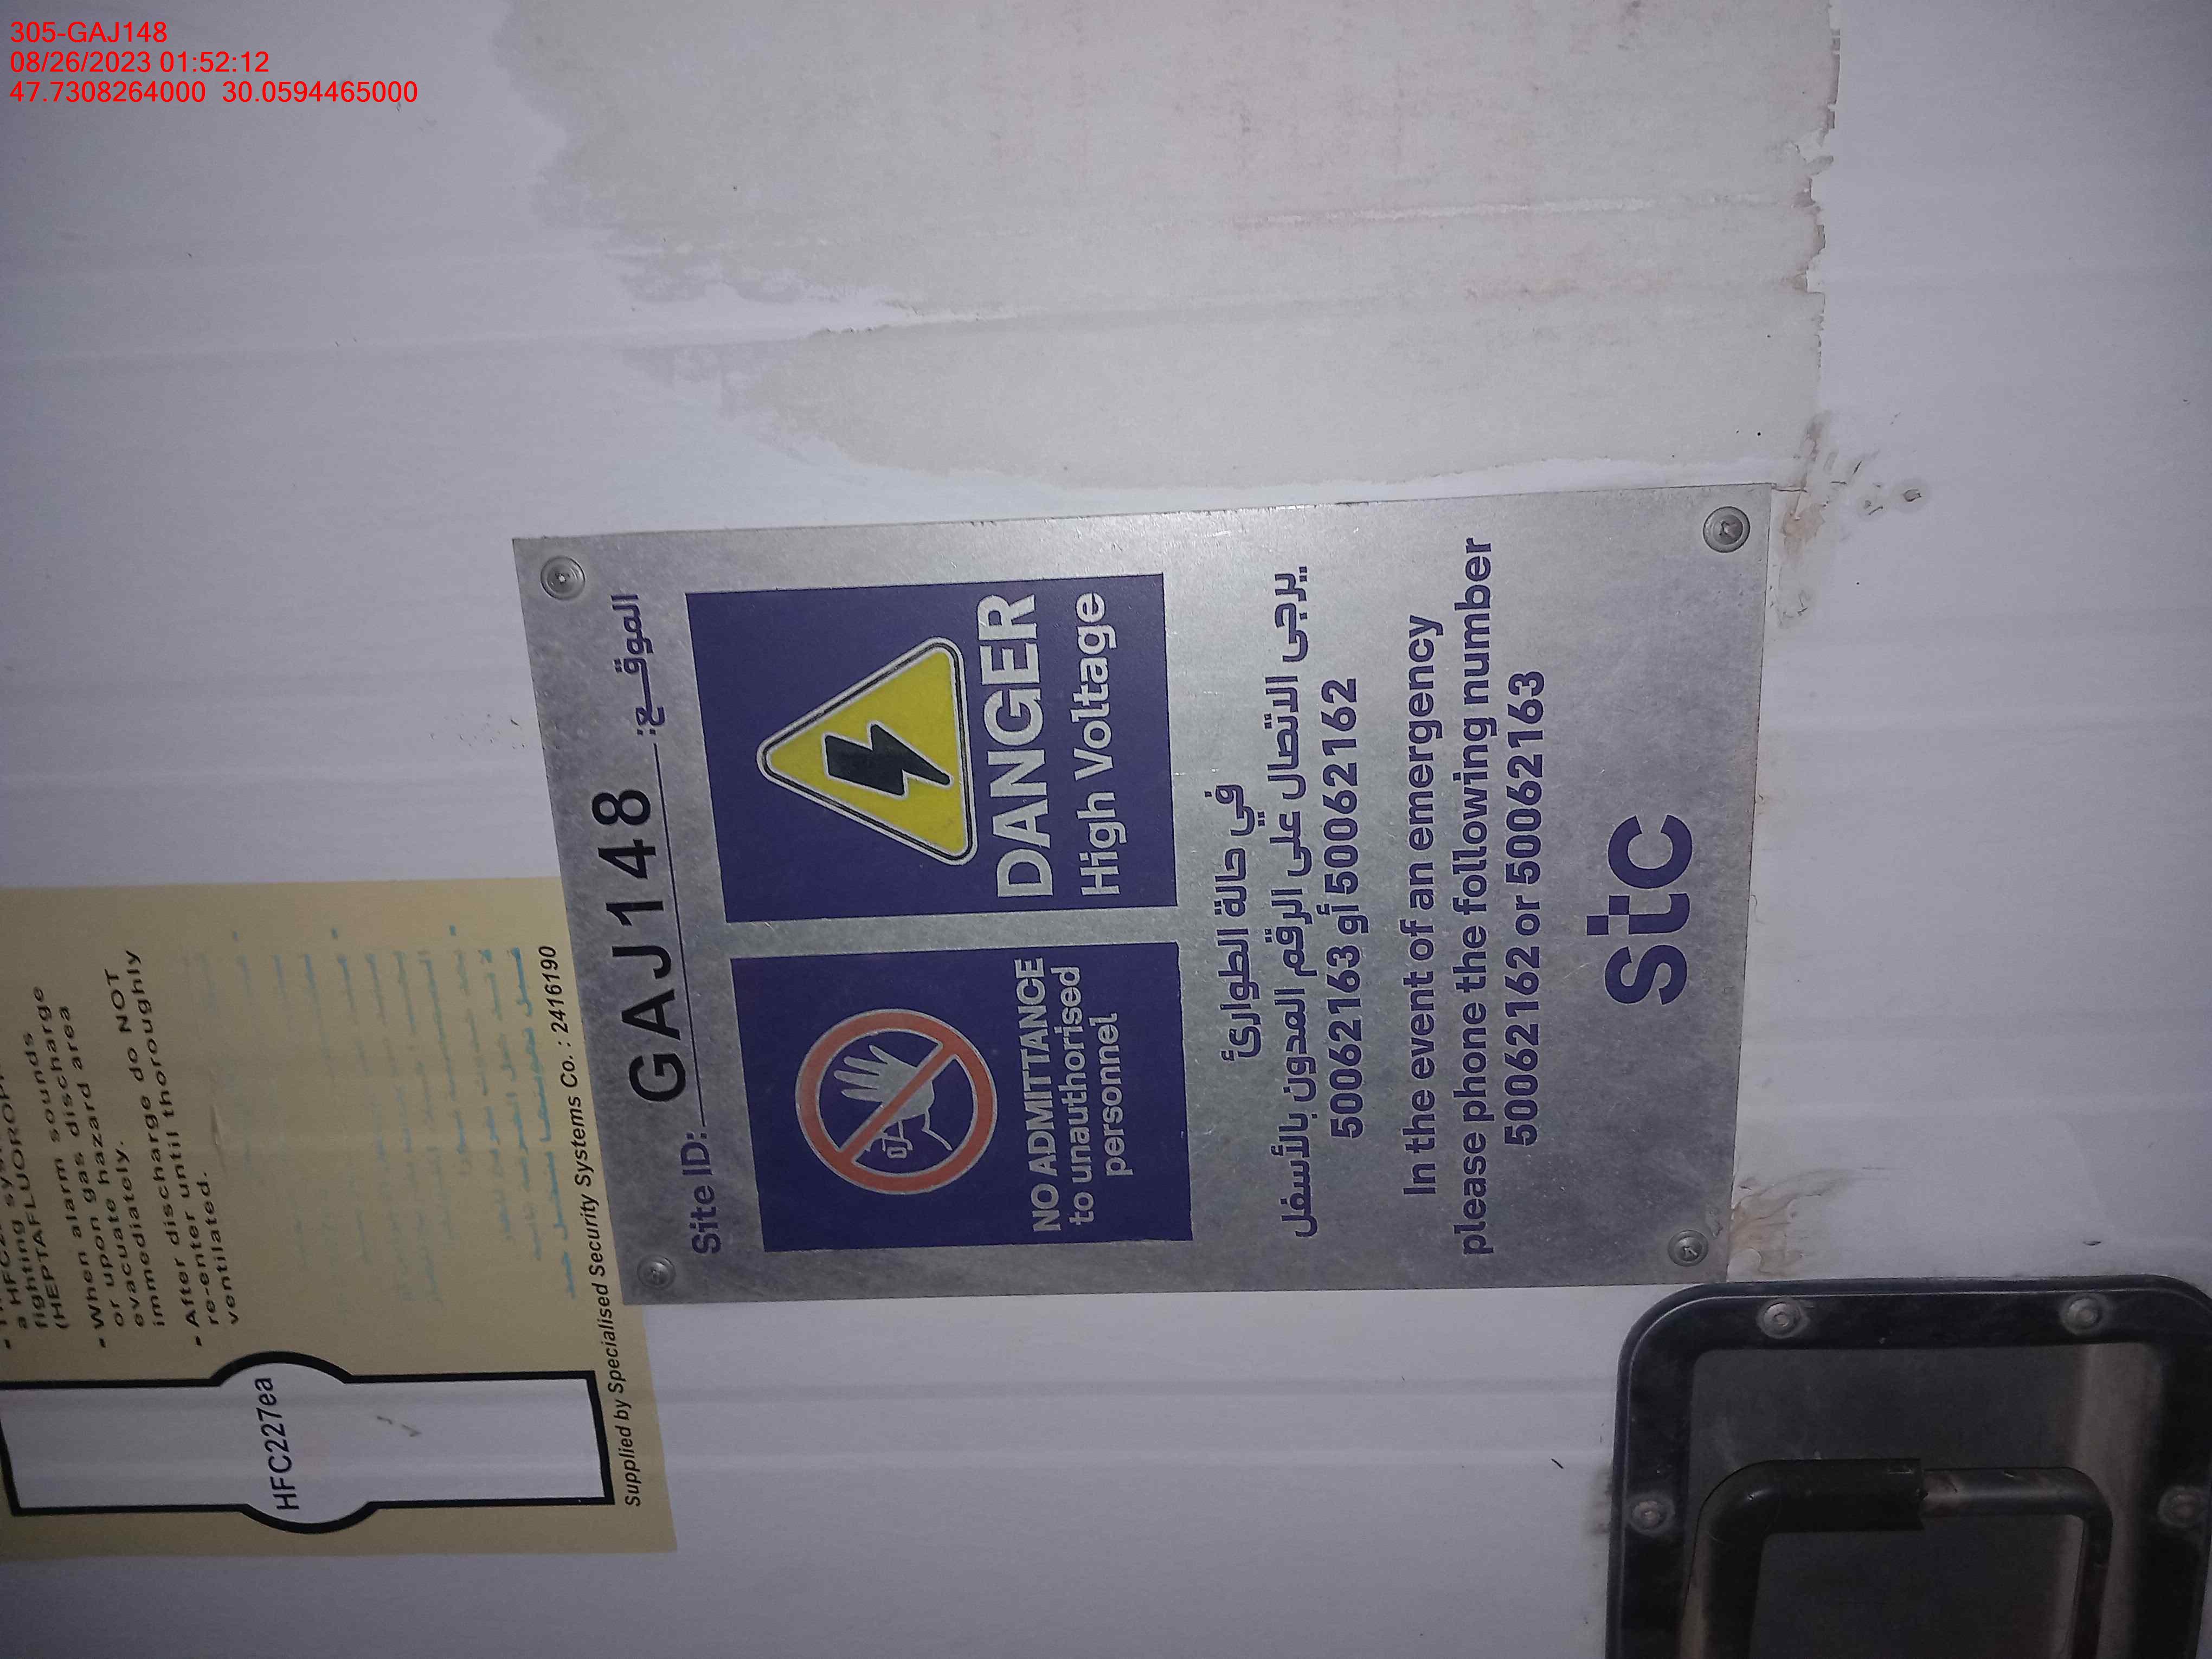 305-GAJ148
08/26/2023 01:52:12
47.7308264000 30.0594465000
a HFC227
fighting
(HEPTAFLUOROP
• When alarm sounds
or upon gas discharge
evacuate hazard area
immediately.
• After discharge do NOT
re-enter until thoroughly
ventilated.
HFC227ea
Supplied by Specialised Security Systems Co. : 2416190
Site ID: GAJ148 الموقع:
NO ADMITTANCE
to unauthorised
personnel
DANGER
High Voltage
في حالة الطوارئ
يرجى الاتصال على الرقم المدون بالأسفل
50062162 أو 50062163
In the event of an emergency
please phone the following number
50062162 or 50062163
stc